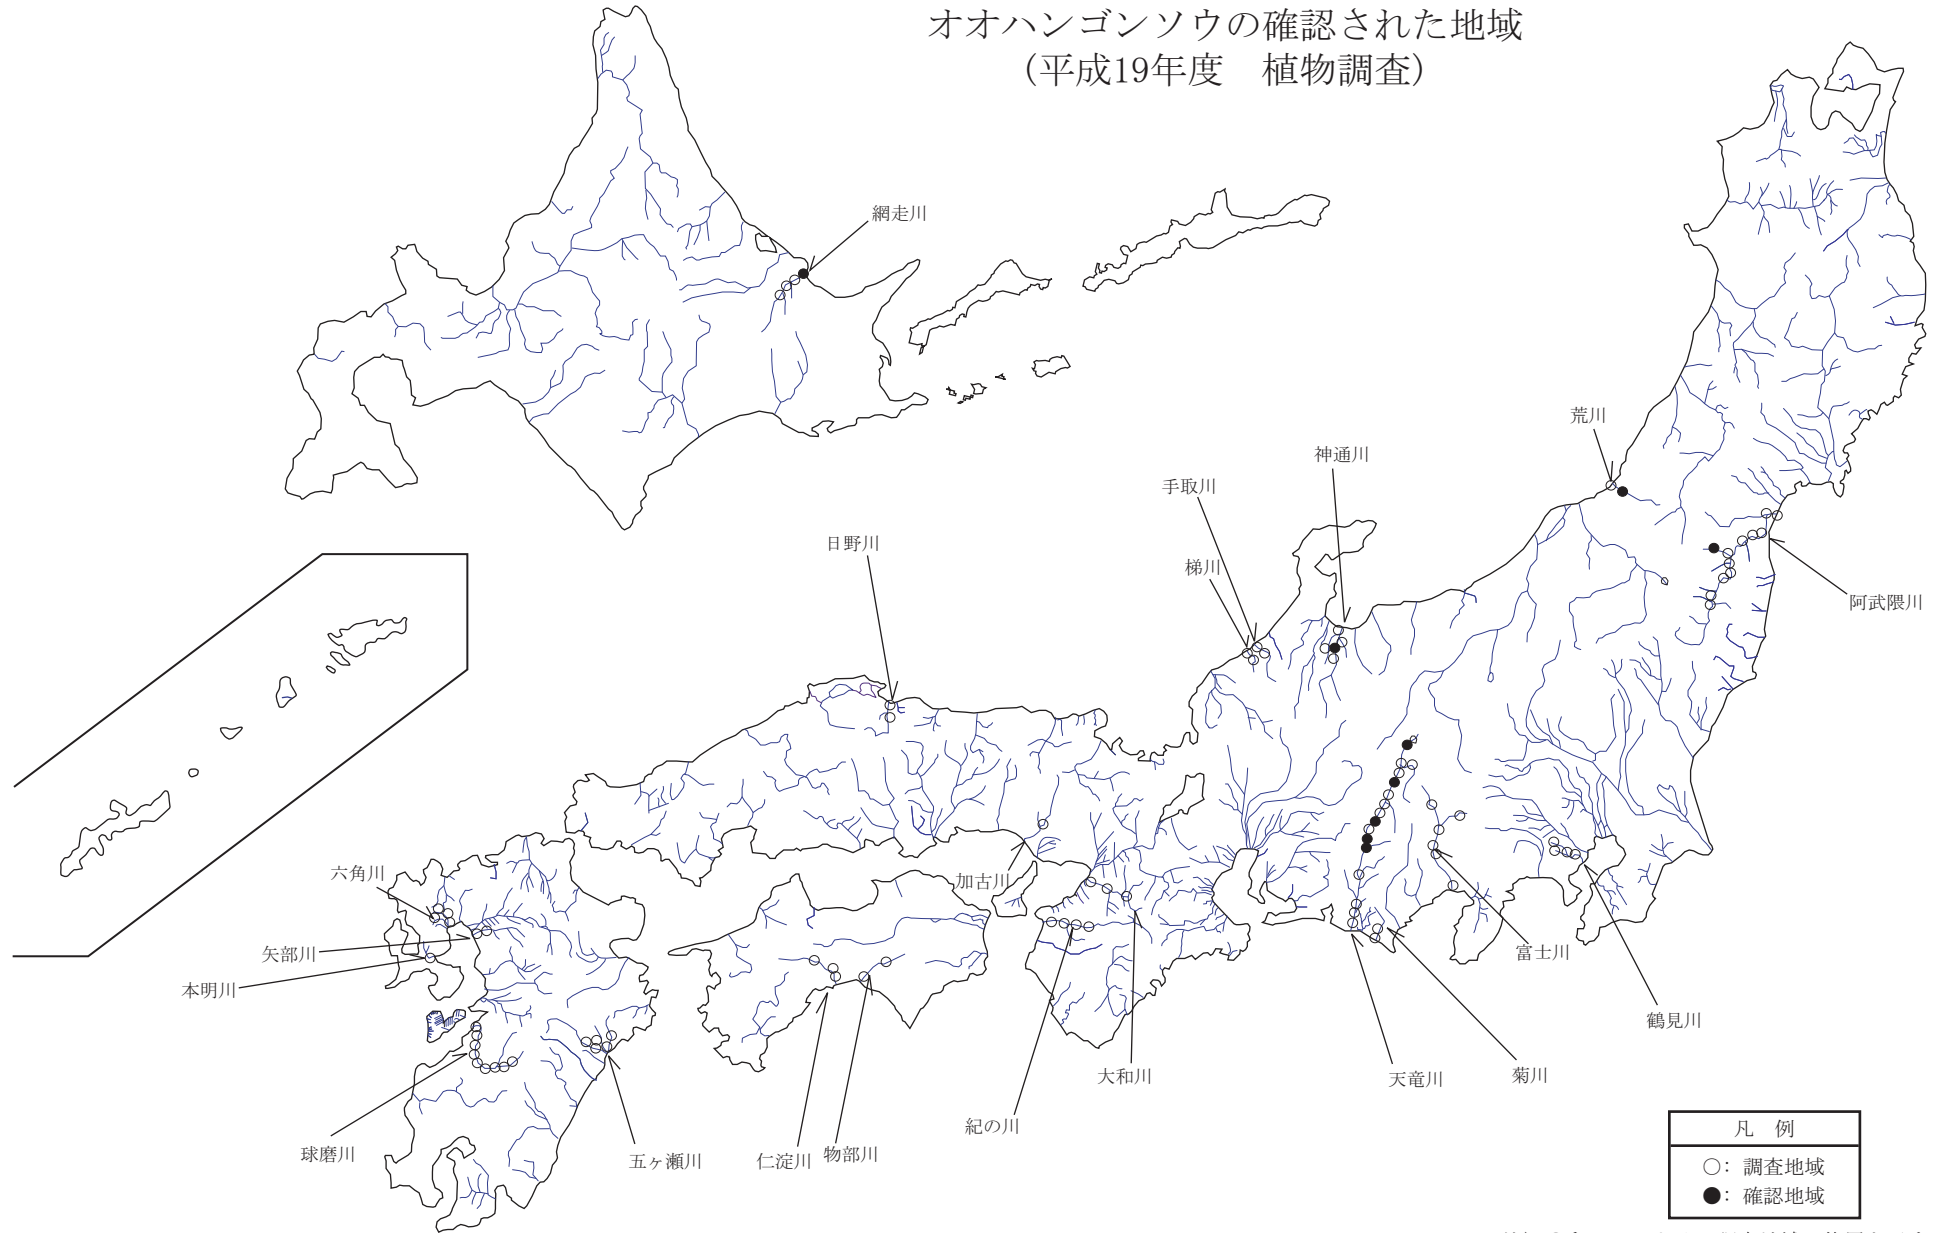 オオハンゴンソウの確認された地域
（平成19年度　植物調査）
網走川
荒川
神通川
手取川
日野川
梯川
阿武隈川
六角川
加古川
矢部川
富士川
本明川
鶴見川
大和川
天竜川
菊川
紀の川
球磨川
五ヶ瀬川
仁淀川
物部川
凡　例
○：調査地域
●：確認地域